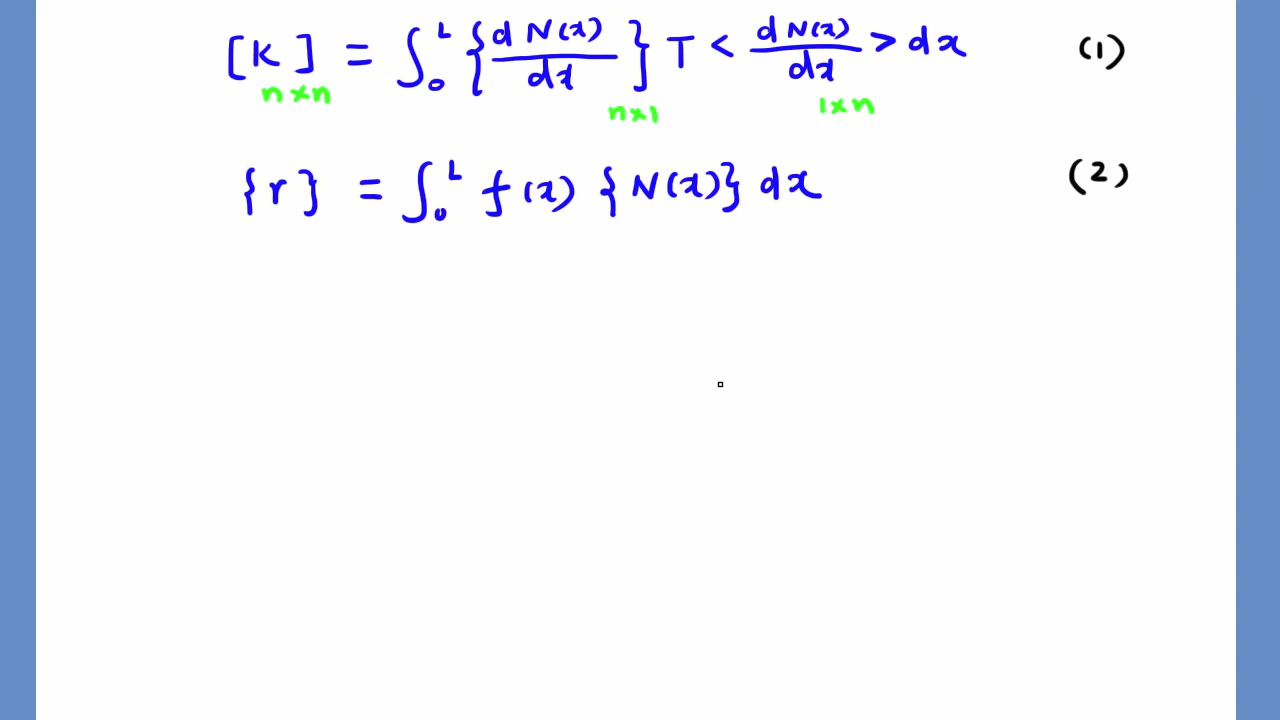 [K] = ∫₀ᴸ {dN(x)/dx} T < dN(x)/dx > dx (1)
n×n n×1 1×n
{r} = ∫₀ᴸ f(x) {N(x)} dx (2)